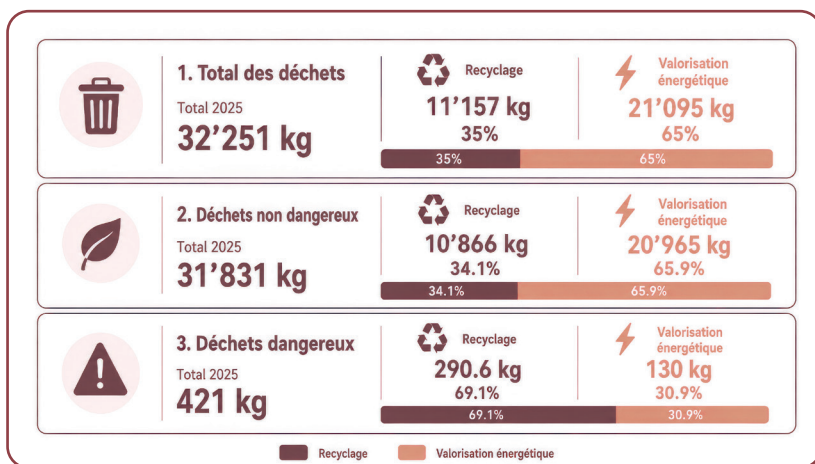 1. Total des déchets
Total 2025
32’251 kg
Recyclage
11’157 kg
35%
Valorisation
énergétique
21’095 kg
65%
35%
65%
2. Déchets non dangereux
Total 2025
31’831 kg
Recyclage
10’866 kg
34.1%
Valorisation
énergétique
20’965 kg
65.9%
34.1%
65.9%
3. Déchets dangereux
Total 2025
421 kg
Recyclage
290.6 kg
69.1%
Valorisation
énergétique
130 kg
30.9%
69.1%
30.9%
Recyclage
Valorisation énergétique